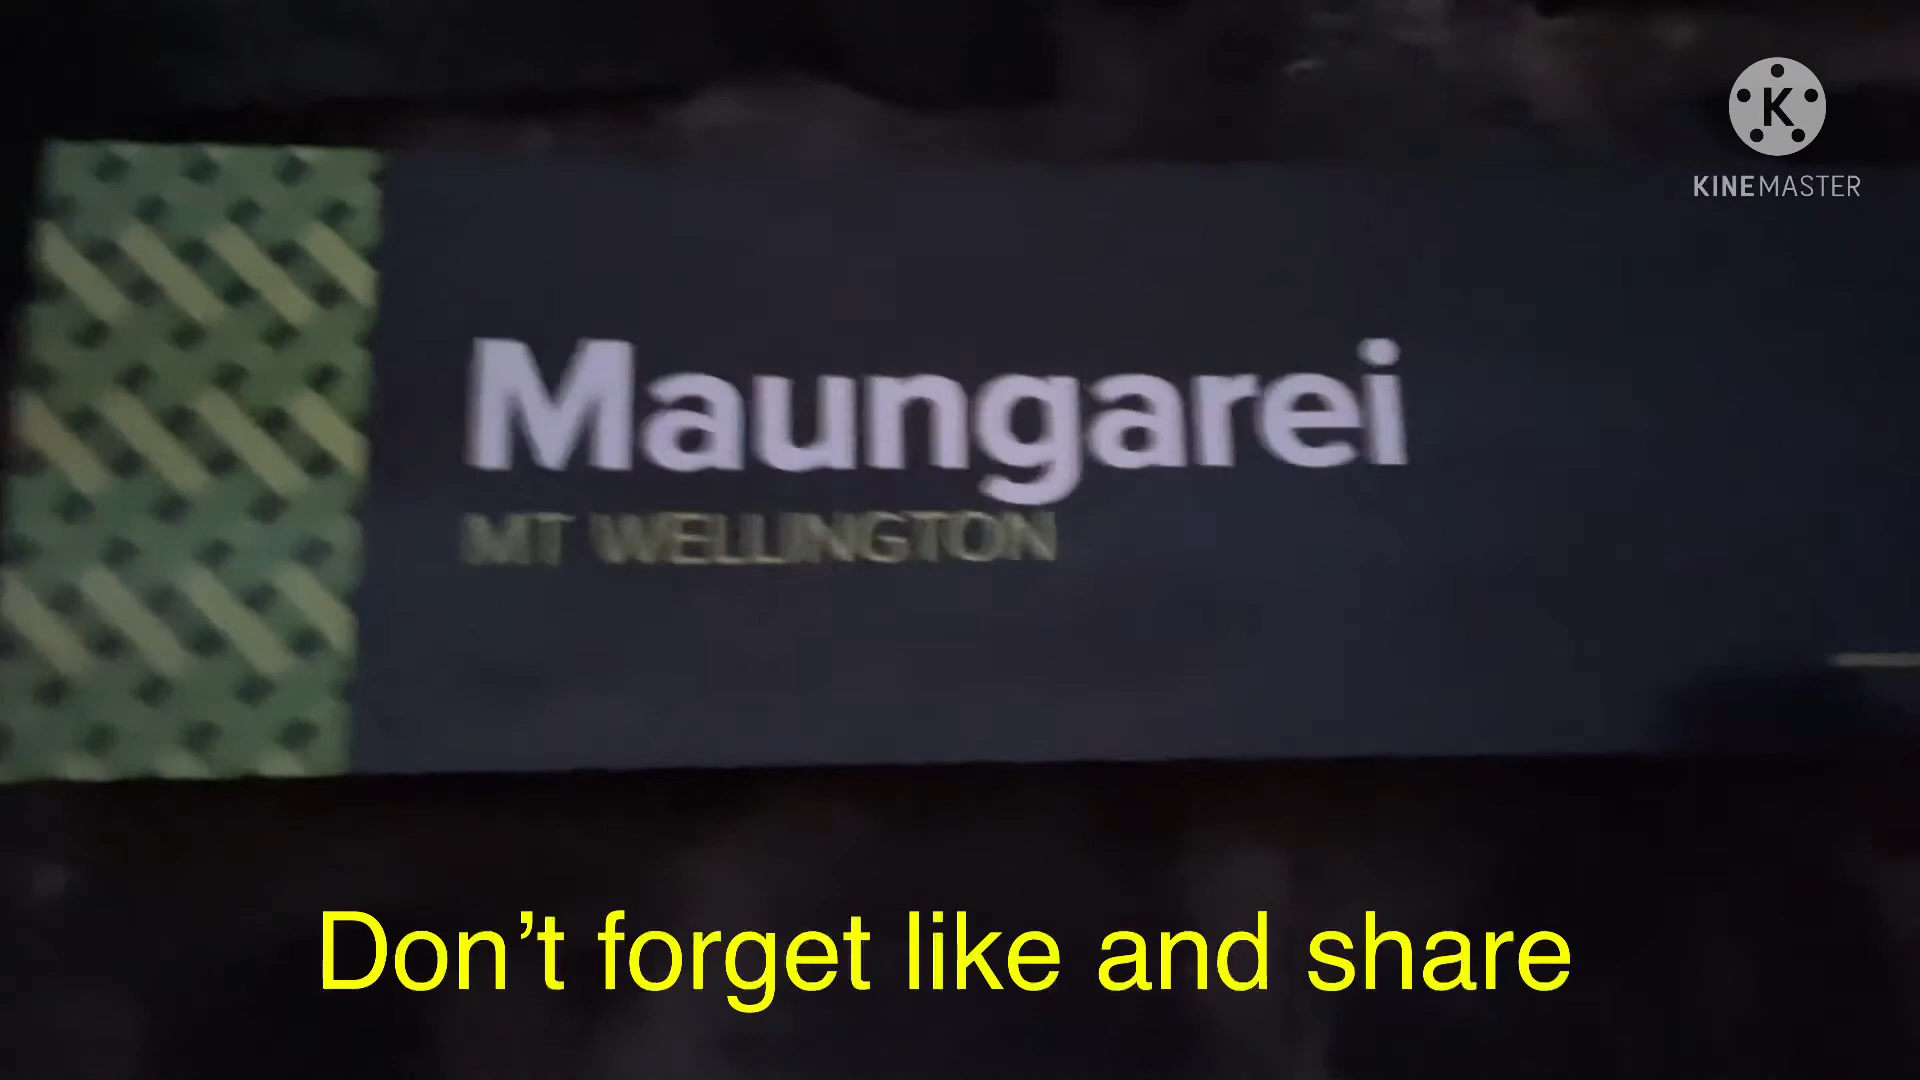 K
KINEMASTER
Maungarei
MT WELLINGTON
Don’t forget like and share